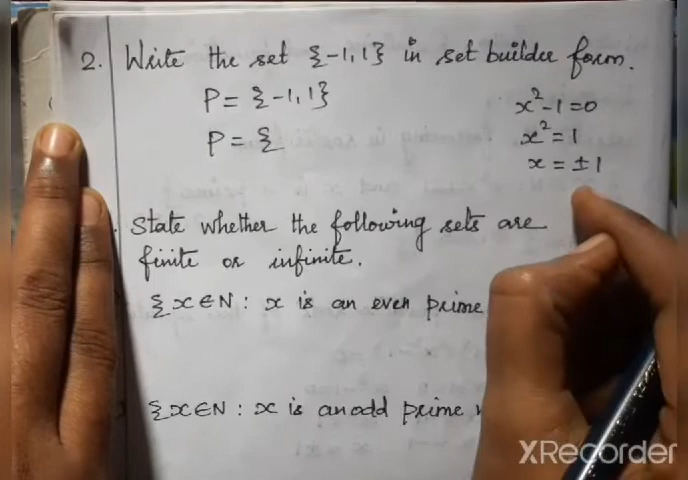 2. Write the set {-1, 1} in set builder form.
P = {-1, 1}
x² - 1 = 0
P = {
x² = 1
x = ± 1
State whether the following sets are
finite or infinite.
{x ∈ N : x is an even prime
{x ∈ N : x is an odd prime
XRecorder